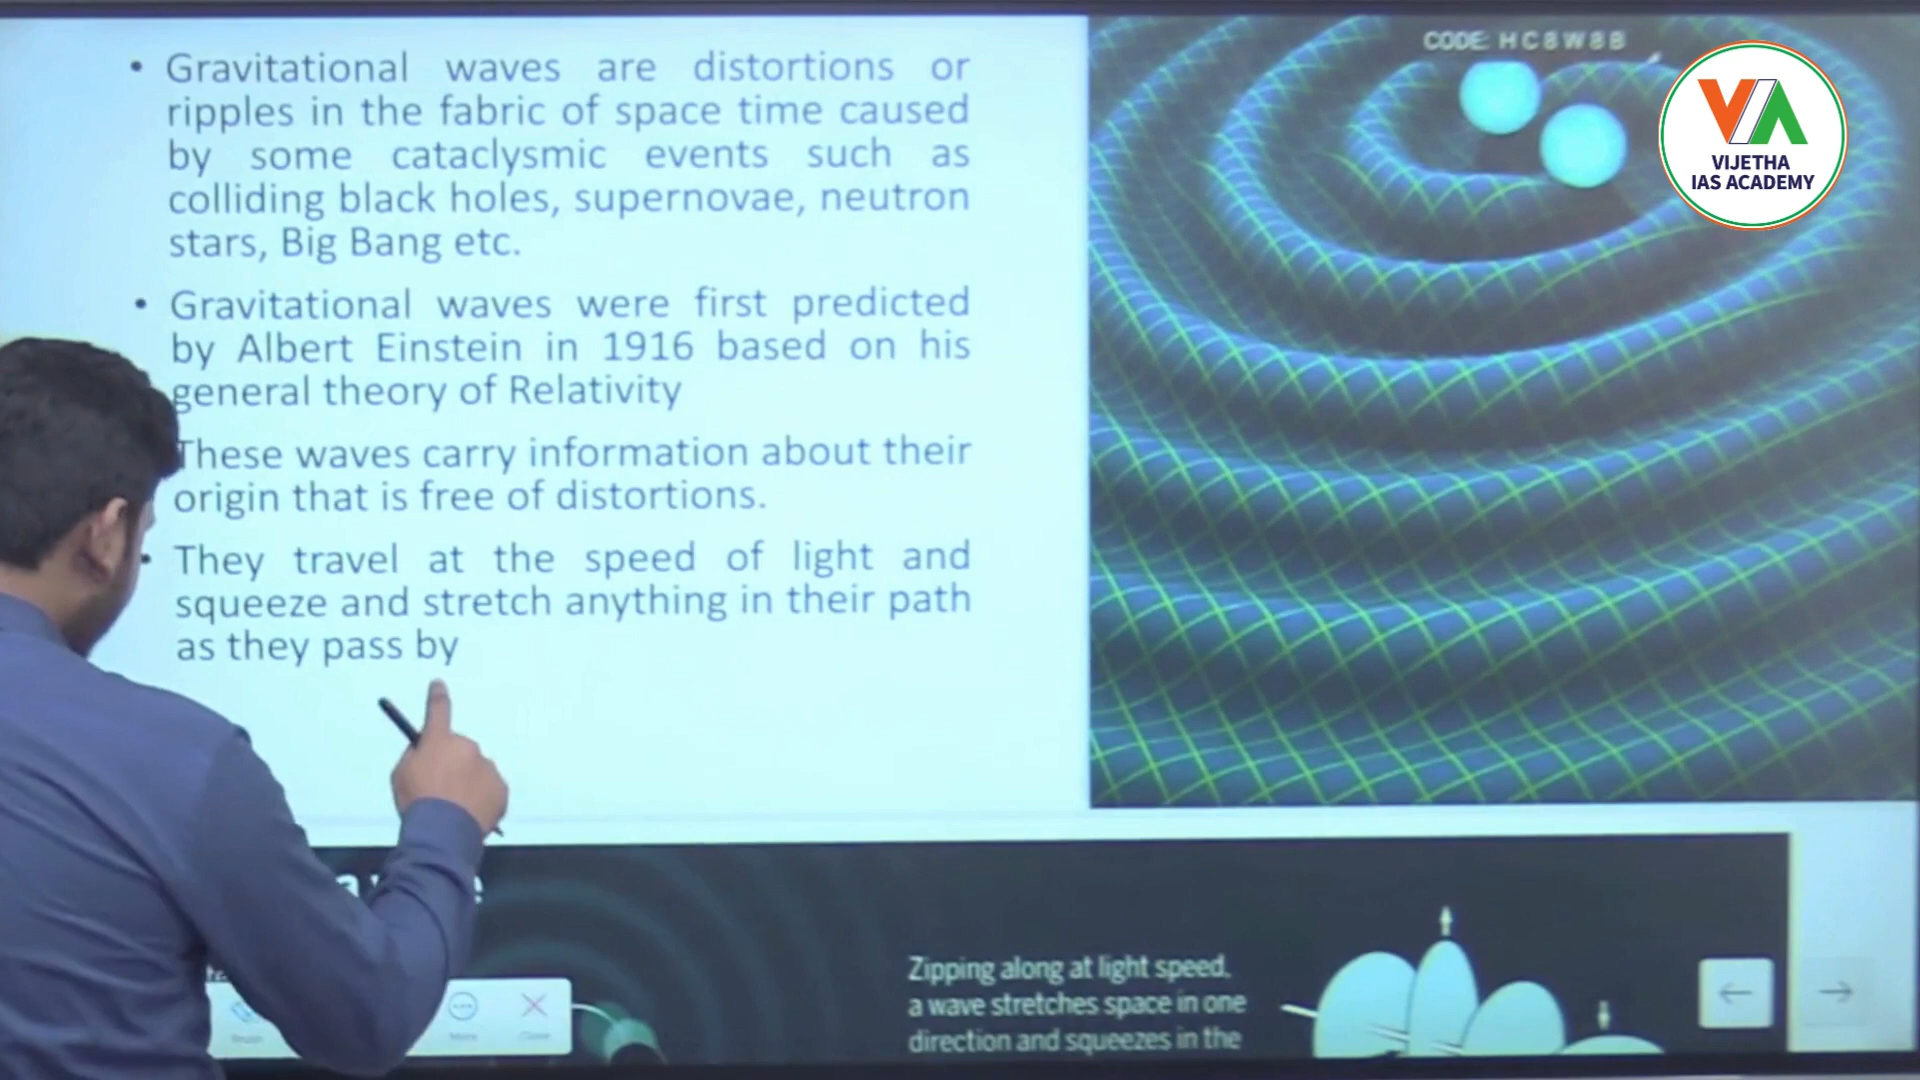 • Gravitational waves are distortions or
ripples in the fabric of space time caused
by some cataclysmic events such as
colliding black holes, supernovae, neutron
stars, Big Bang etc.
• Gravitational waves were first predicted
by Albert Einstein in 1916 based on his
general theory of Relativity
These waves carry information about their
origin that is free of distortions.
• They travel at the speed of light and
squeeze and stretch anything in their path
as they pass by
CODE: HC8W8B
VIJETHA
IAS ACADEMY
Zipping along at light speed,
a wave stretches space in one
direction and squeezes in the
More
Close